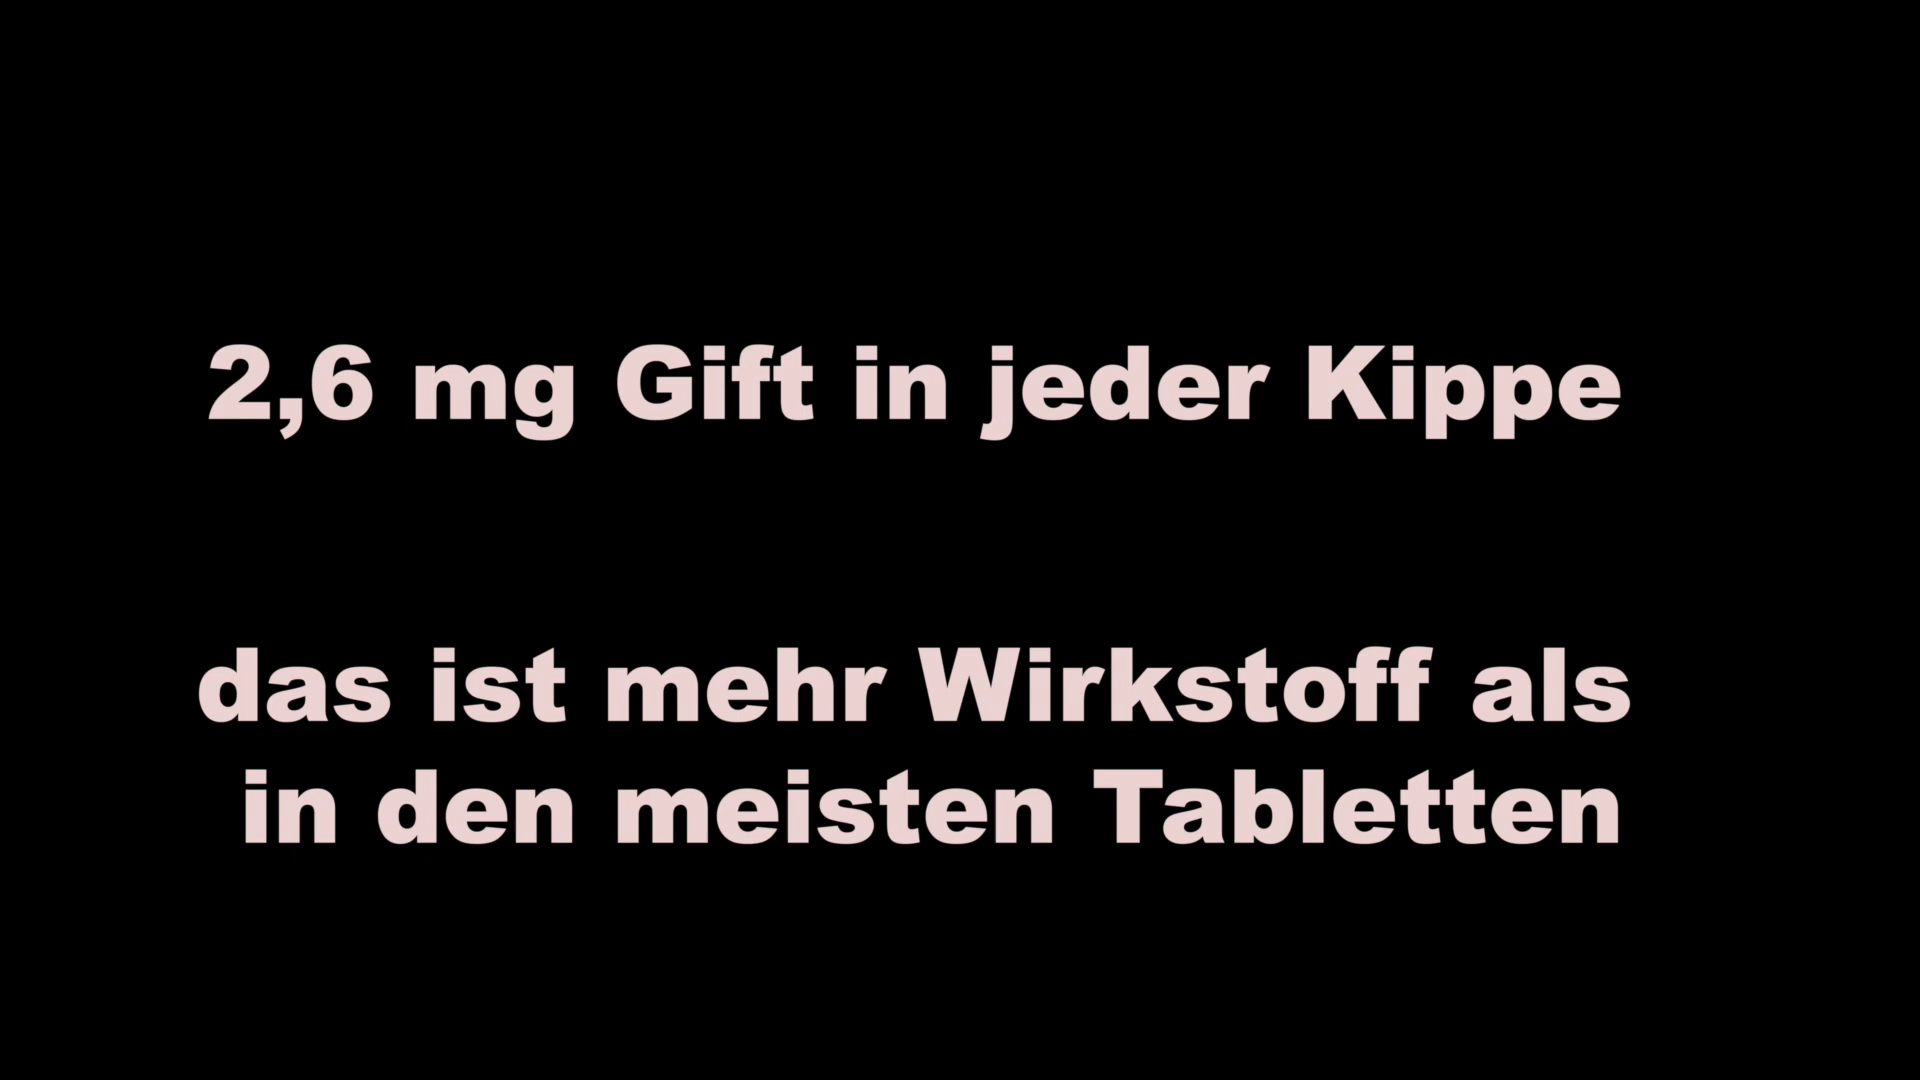 2,6 mg Gift in jeder Kippe
das ist mehr Wirkstoff als
in den meisten Tabletten